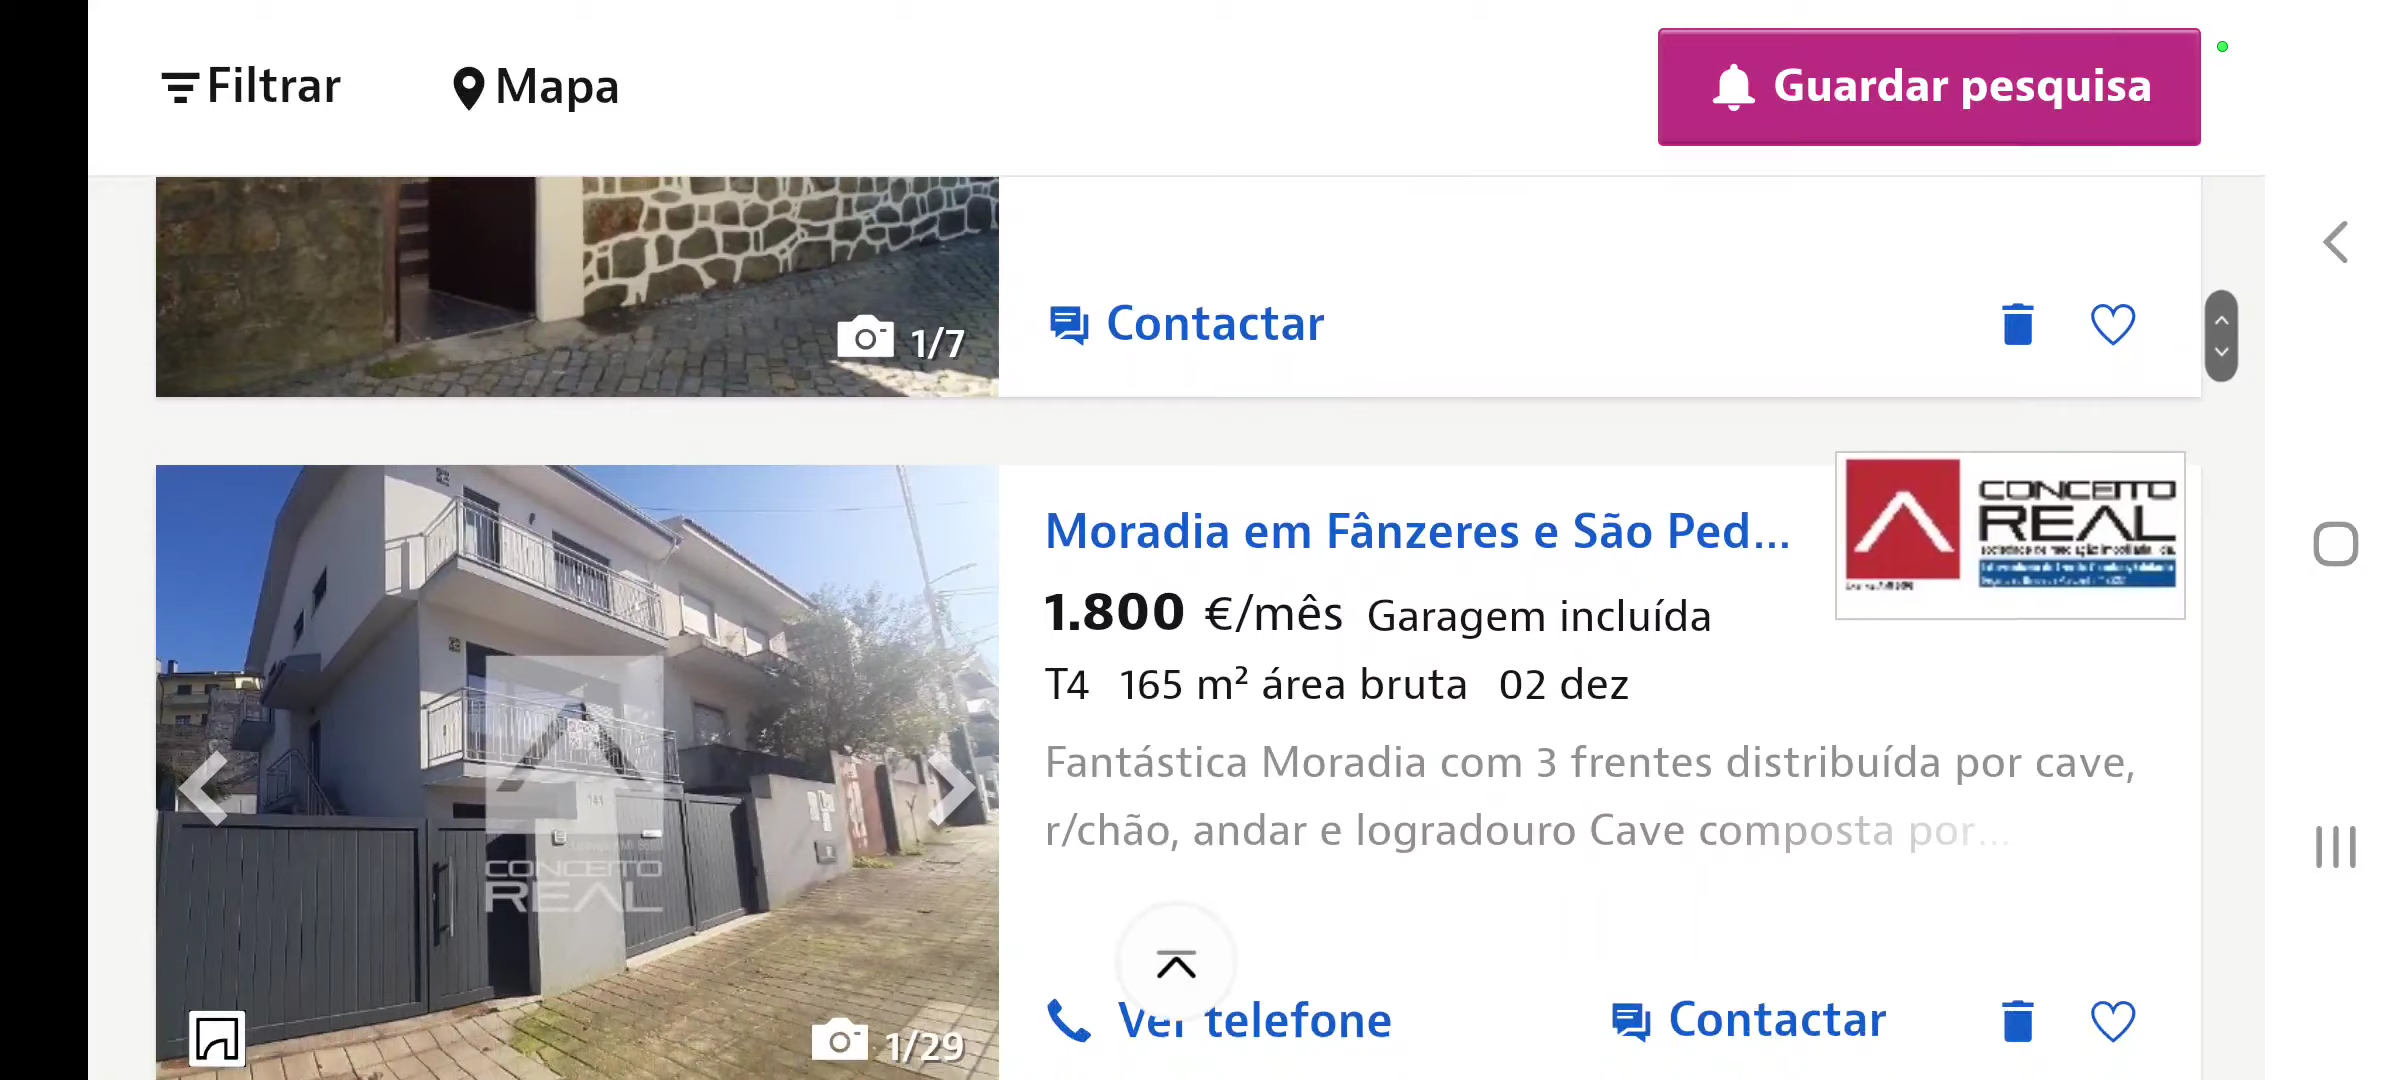 Filtrar
Mapa
Guardar pesquisa
1/7
Contactar
CONCEITO
REAL
Moradia em Fânzeres e São Ped...
1.800 €/mês Garagem incluída
T4 165 m² área bruta 02 dez
Fantástica Moradia com 3 frentes distribuída por cave,
r/chão, andar e logradouro Cave composta por...
141
CONCEITO
REAL
1/29
Ver telefone
Contactar